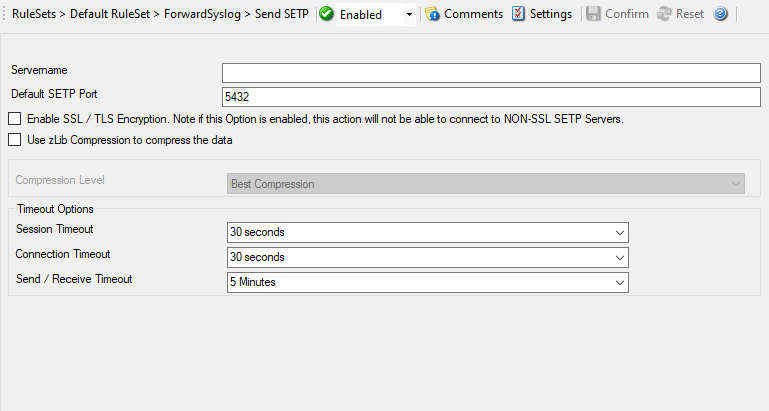 RuleSets > Default RuleSet > ForwardSyslog > Send SETP Enabled Comments Settings Confirm Reset ?
Servername
Default SETP Port 5432
Enable SSL / TLS Encryption. Note if this Option is enabled, this action will not be able to connect to NON-SSL SETP Servers.
Use zLib Compression to compress the data
Compression Level Best Compression
Timeout Options
Session Timeout 30 seconds
Connection Timeout 30 seconds
Send / Receive Timeout 5 Minutes